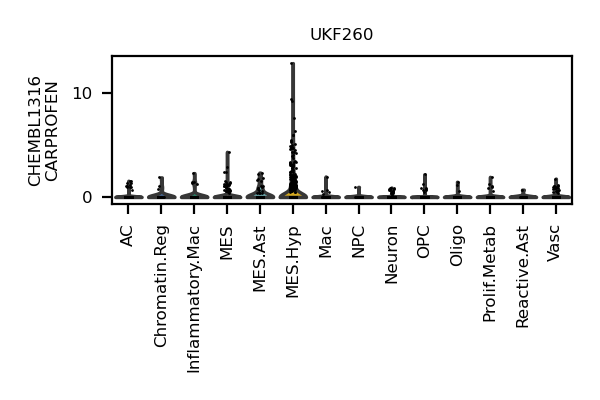 UKF260
CHEMBL1316
CARPROFEN
10
0
AC
Chromatin.Reg
Inflammatory.Mac
MES
MES.Ast
MES.Hyp
Mac
NPC
Neuron
OPC
Oligo
Prolif.Metab
Reactive.Ast
Vasc